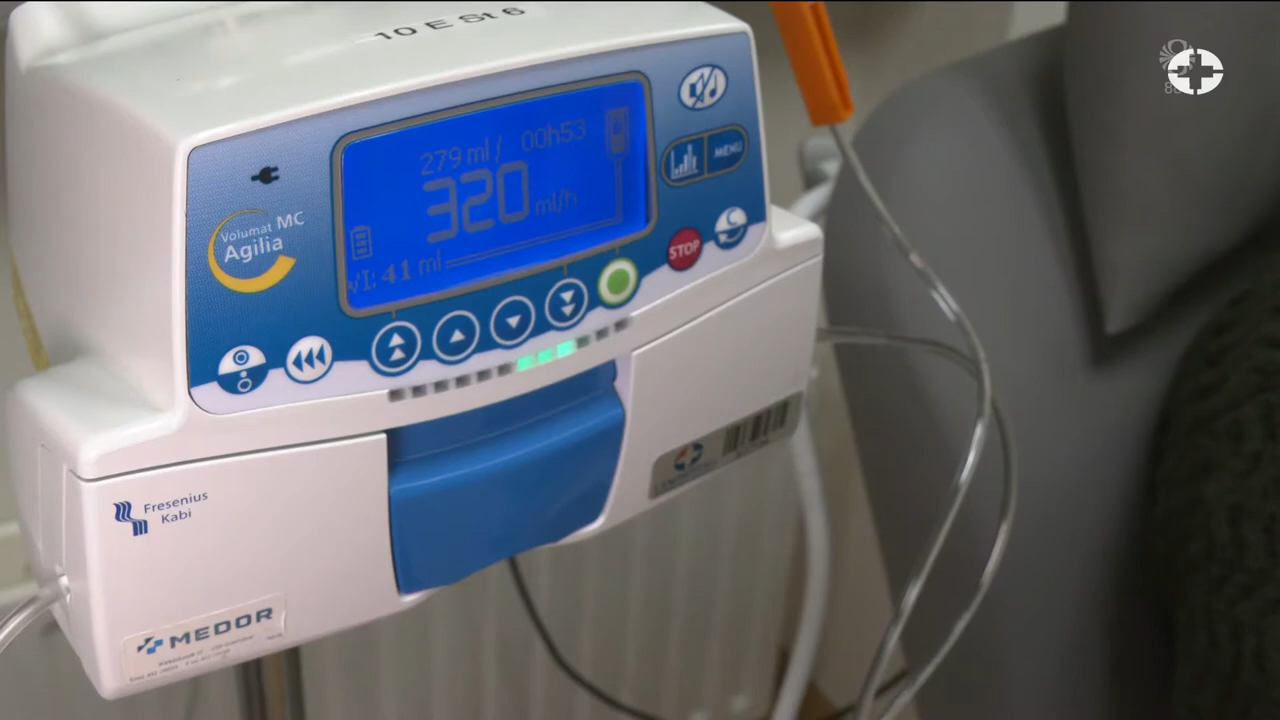 10 E St 6
279 ml/ 00h53
320 ml/h
VI: 41 ml
Volumat MC
Agilia
MENU
STOP
Fresenius
Kabi
MEDOR